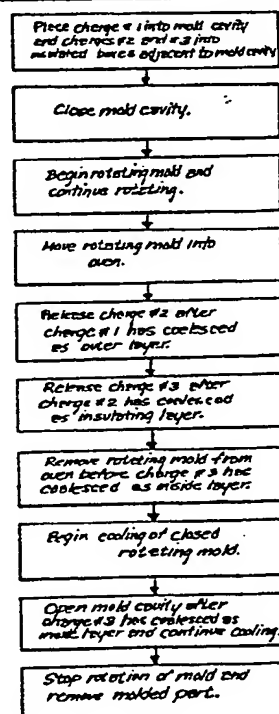 Place charge #1 into mold cavity
and charges #2 and #3 into
insulated boxes adjacent to mold cavity
Close mold cavity.
Begin rotating mold and
continue rotating.
Move rotating mold into
oven.
Release charge #2 after
charge #1 has coalesced
as outer layer.
Release charge #3 after
charge #2 has coalesced
as insulating layer.
Remove rotating mold from
oven before charge #3 has
coalesced as inside layer.
Begin cooling of closed
rotating mold.
Open mold cavity after
charge #3 has coalesced as
inside layer and continue cooling.
Stop rotation of mold and
remove molded part.